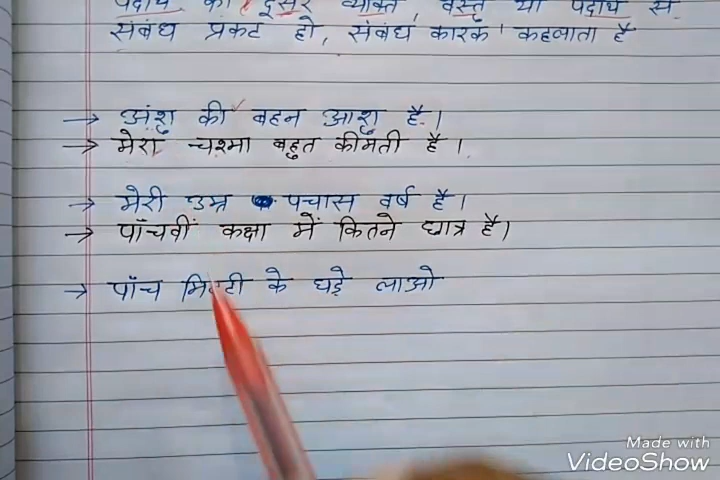 पदार्थ का दूसरे व्यक्ति, वस्तु या पदार्थ से
संबंध प्रकट हो, संबंध कारक कहलाता है
→ अंशु की बहन आशु है।
→ मेरा चश्मा बहुत कीमती है।
→ मेरी उम्र पचास वर्ष है।
→ पाँचवीं कक्षा में कितने छात्र है।
→ पाँच मिट्टी के घड़े लाओ
Made with
VideoShow